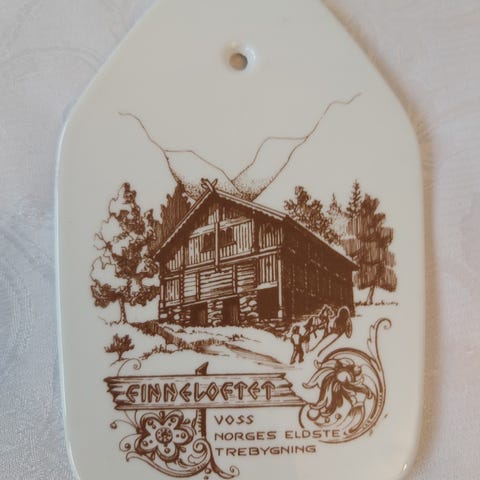 FINNELOFTET
VOSS
NORGES ELDSTE
TREBYGNING